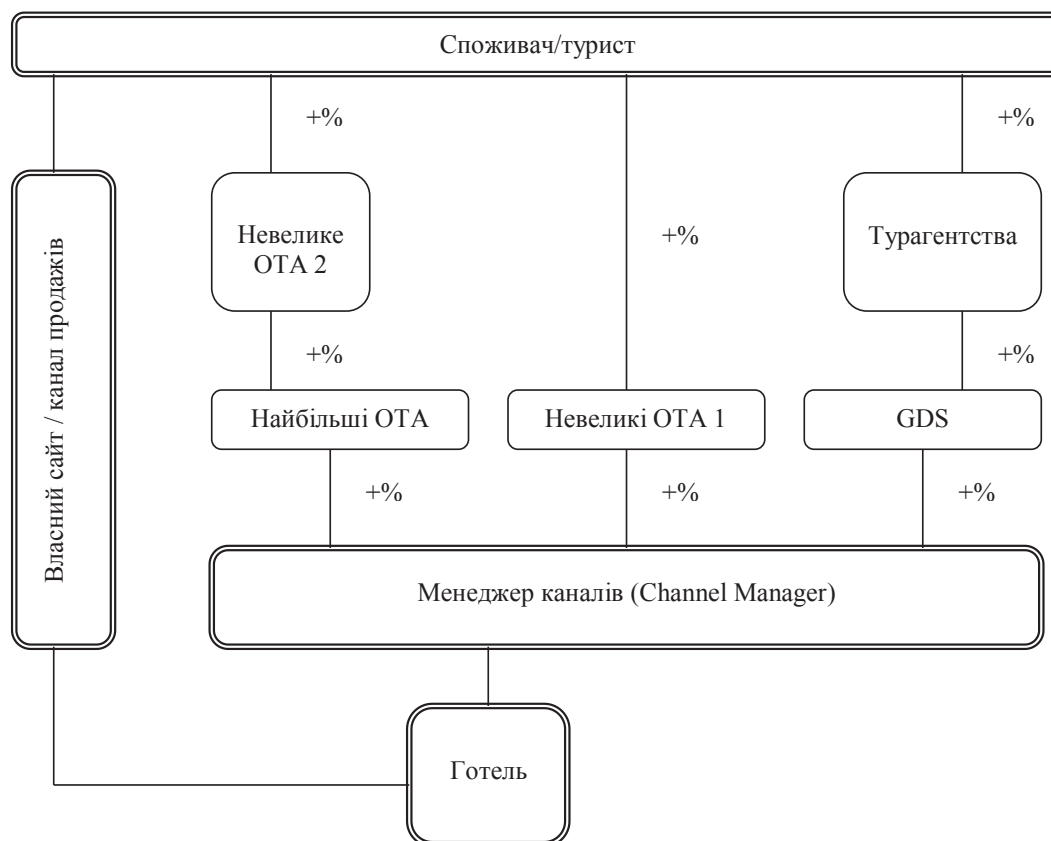 Споживач/турист
+%
+%
Власний сайт / канал продажів
Невелике
ОТА 2
+%
Турагентства
+%
+%
Найбільші ОТА
Невеликі ОТА 1
GDS
+%
+%
+%
Менеджер каналів (Channel Manager)
Готель